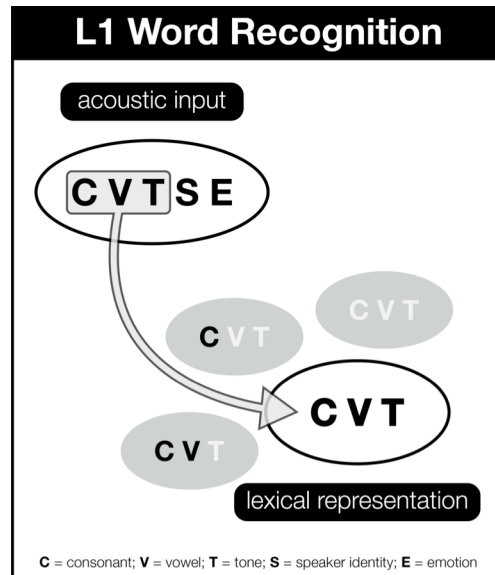 L1 Word Recognition
acoustic input
C V T S E
C V T
C V T
C V T
C V T
lexical representation
C = consonant; V = vowel; T = tone; S = speaker identity; E = emotion